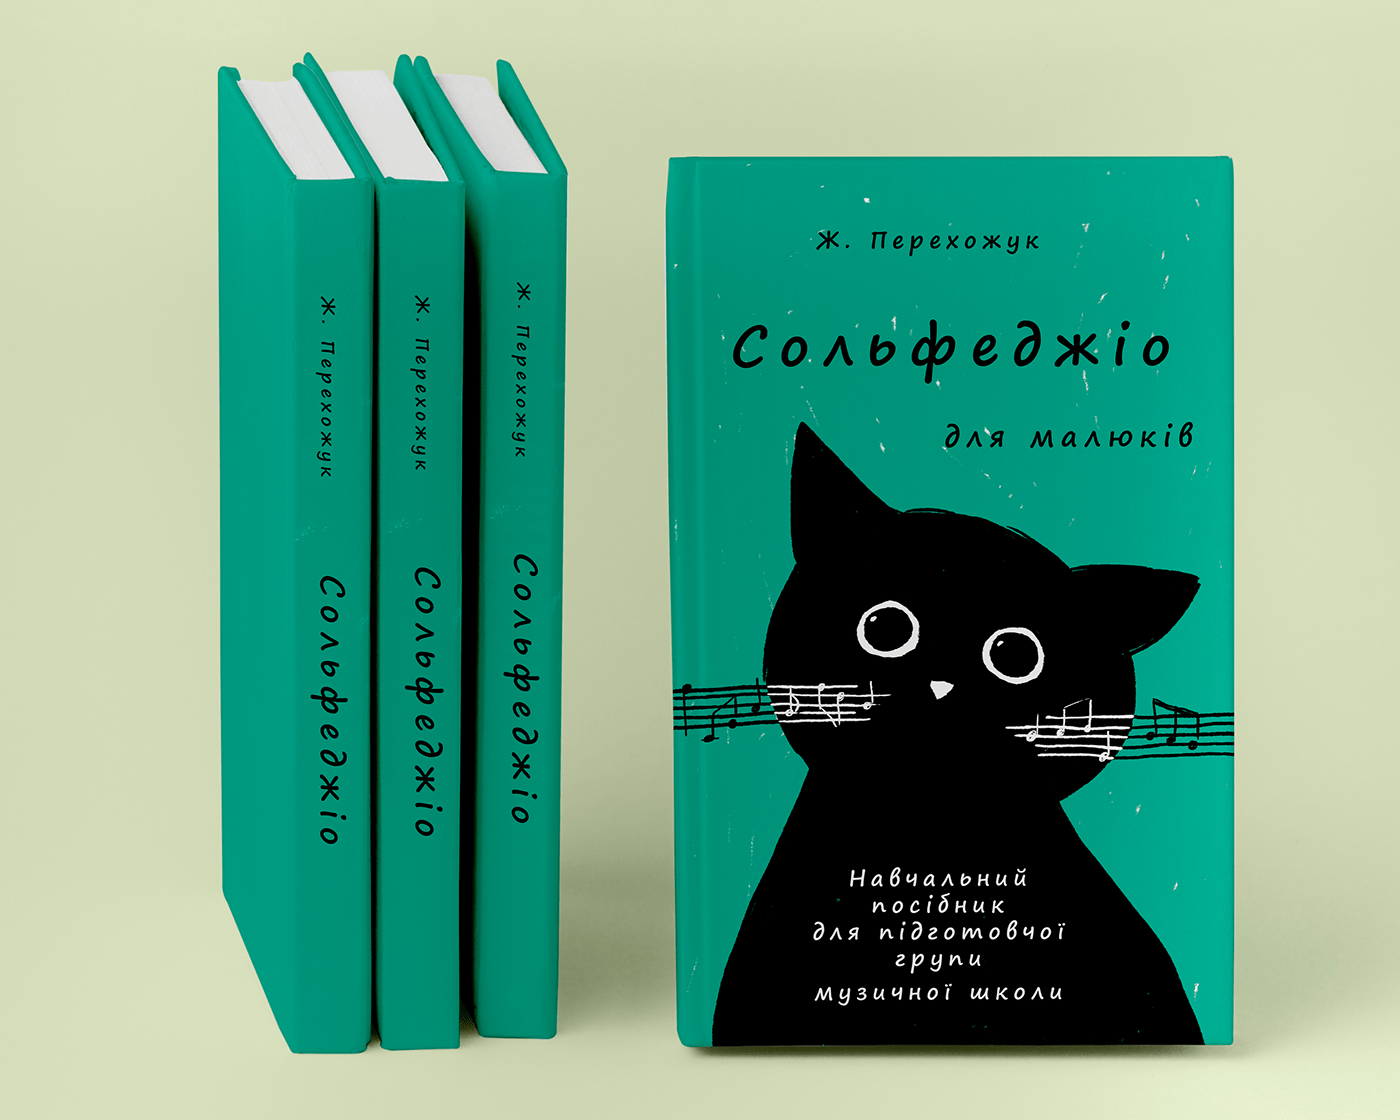 Ж. Перехожук
Сольфеджіо
Ж. Перехожук
Сольфеджіо
Ж. Перехожук
Сольфеджіо
Ж. Перехожук
Сольфеджіо
для малюків
Навчальний
посібник
для підготовчої
групи
музичної школи